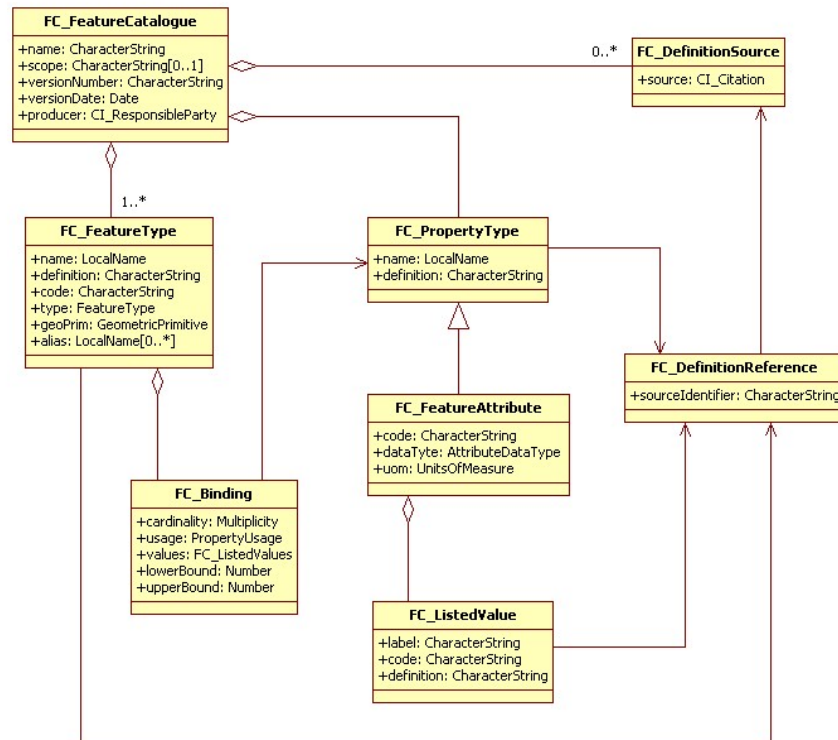 FC_FeatureCatalogue
+name: CharacterString
+scope: CharacterString[0..1]
+versionNumber: CharacterString
+versionDate: Date
+producer: CI_ResponsibleParty
0..*
FC_DefinitionSource
+source: CI_Citation
1..*
FC_FeatureType
+name: LocalName
+definition: CharacterString
+code: CharacterString
+type: FeatureType
+geoPrim: GeometricPrimitive
+alias: LocalName[0..*]
FC_PropertyType
+name: LocalName
+definition: CharacterString
FC_DefinitionReference
+sourceIdentifier: CharacterString
FC_FeatureAttribute
+code: CharacterString
+dataTyte: AttributeDataType
+uom: UnitsOfMeasure
FC_Binding
+cardinality: Multiplicity
+usage: PropertyUsage
+values: FC_ListedValues
+lowerBound: Number
+upperBound: Number
FC_ListedValue
+label: CharacterString
+code: CharacterString
+definition: CharacterString